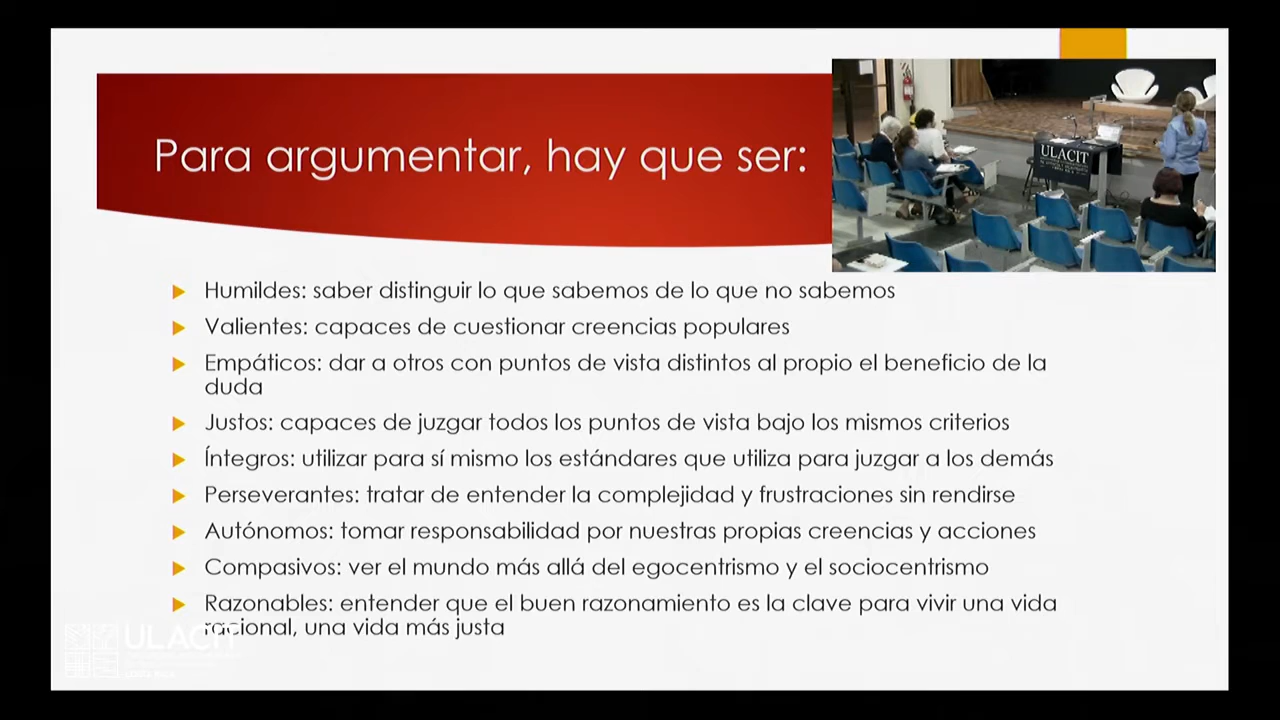 Para argumentar, hay que ser:
ULACIT
Humildes: saber distinguir lo que sabemos de lo que no sabemos
Valientes: capaces de cuestionar creencias populares
Empáticos: dar a otros con puntos de vista distintos al propio el beneficio de la
duda
Justos: capaces de juzgar todos los puntos de vista bajo los mismos criterios
Íntegros: utilizar para sí mismo los estándares que utiliza para juzgar a los demás
Perseverantes: tratar de entender la complejidad y frustraciones sin rendirse
Autónomos: tomar responsabilidad por nuestras propias creencias y acciones
Compasivos: ver el mundo más allá del egocentrismo y el sociocentrismo
Razonables: entender que el buen razonamiento es la clave para vivir una vida
racional, una vida más justa
ULACIT